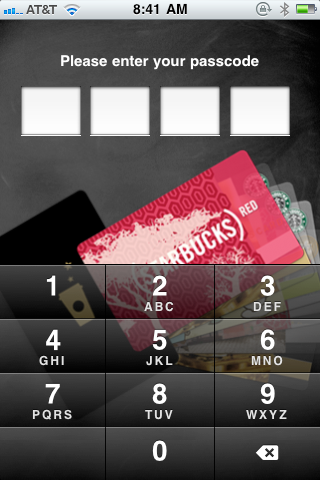 AT&T 8:41 AM
Please enter your passcode
(STARBUCKS) RED
1 2 3
ABC DEF
4 5 6
GHI JKL MNO
7 8 9
PQRS TUV WXYZ
0